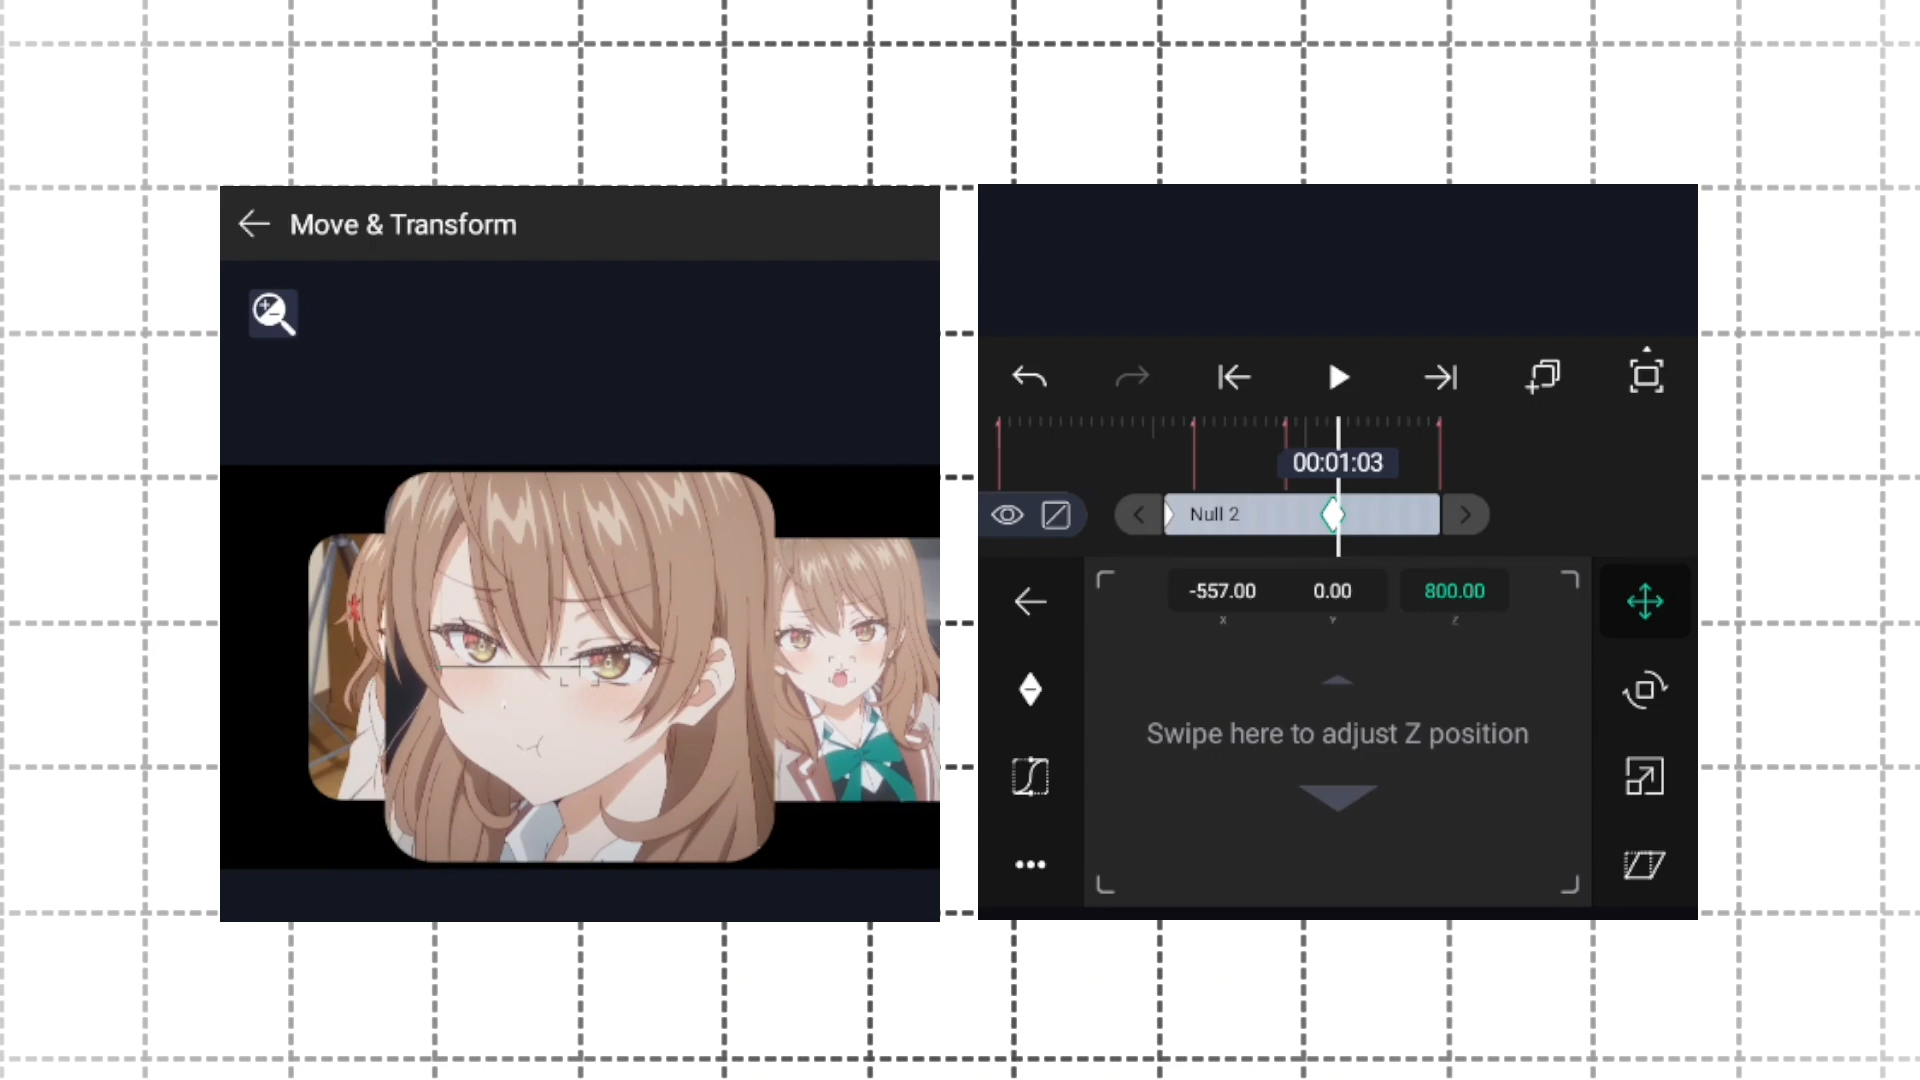 Move & Transform
00:01:03
Null 2
-557.00 0.00 800.00
X Y Z
Swipe here to adjust Z position